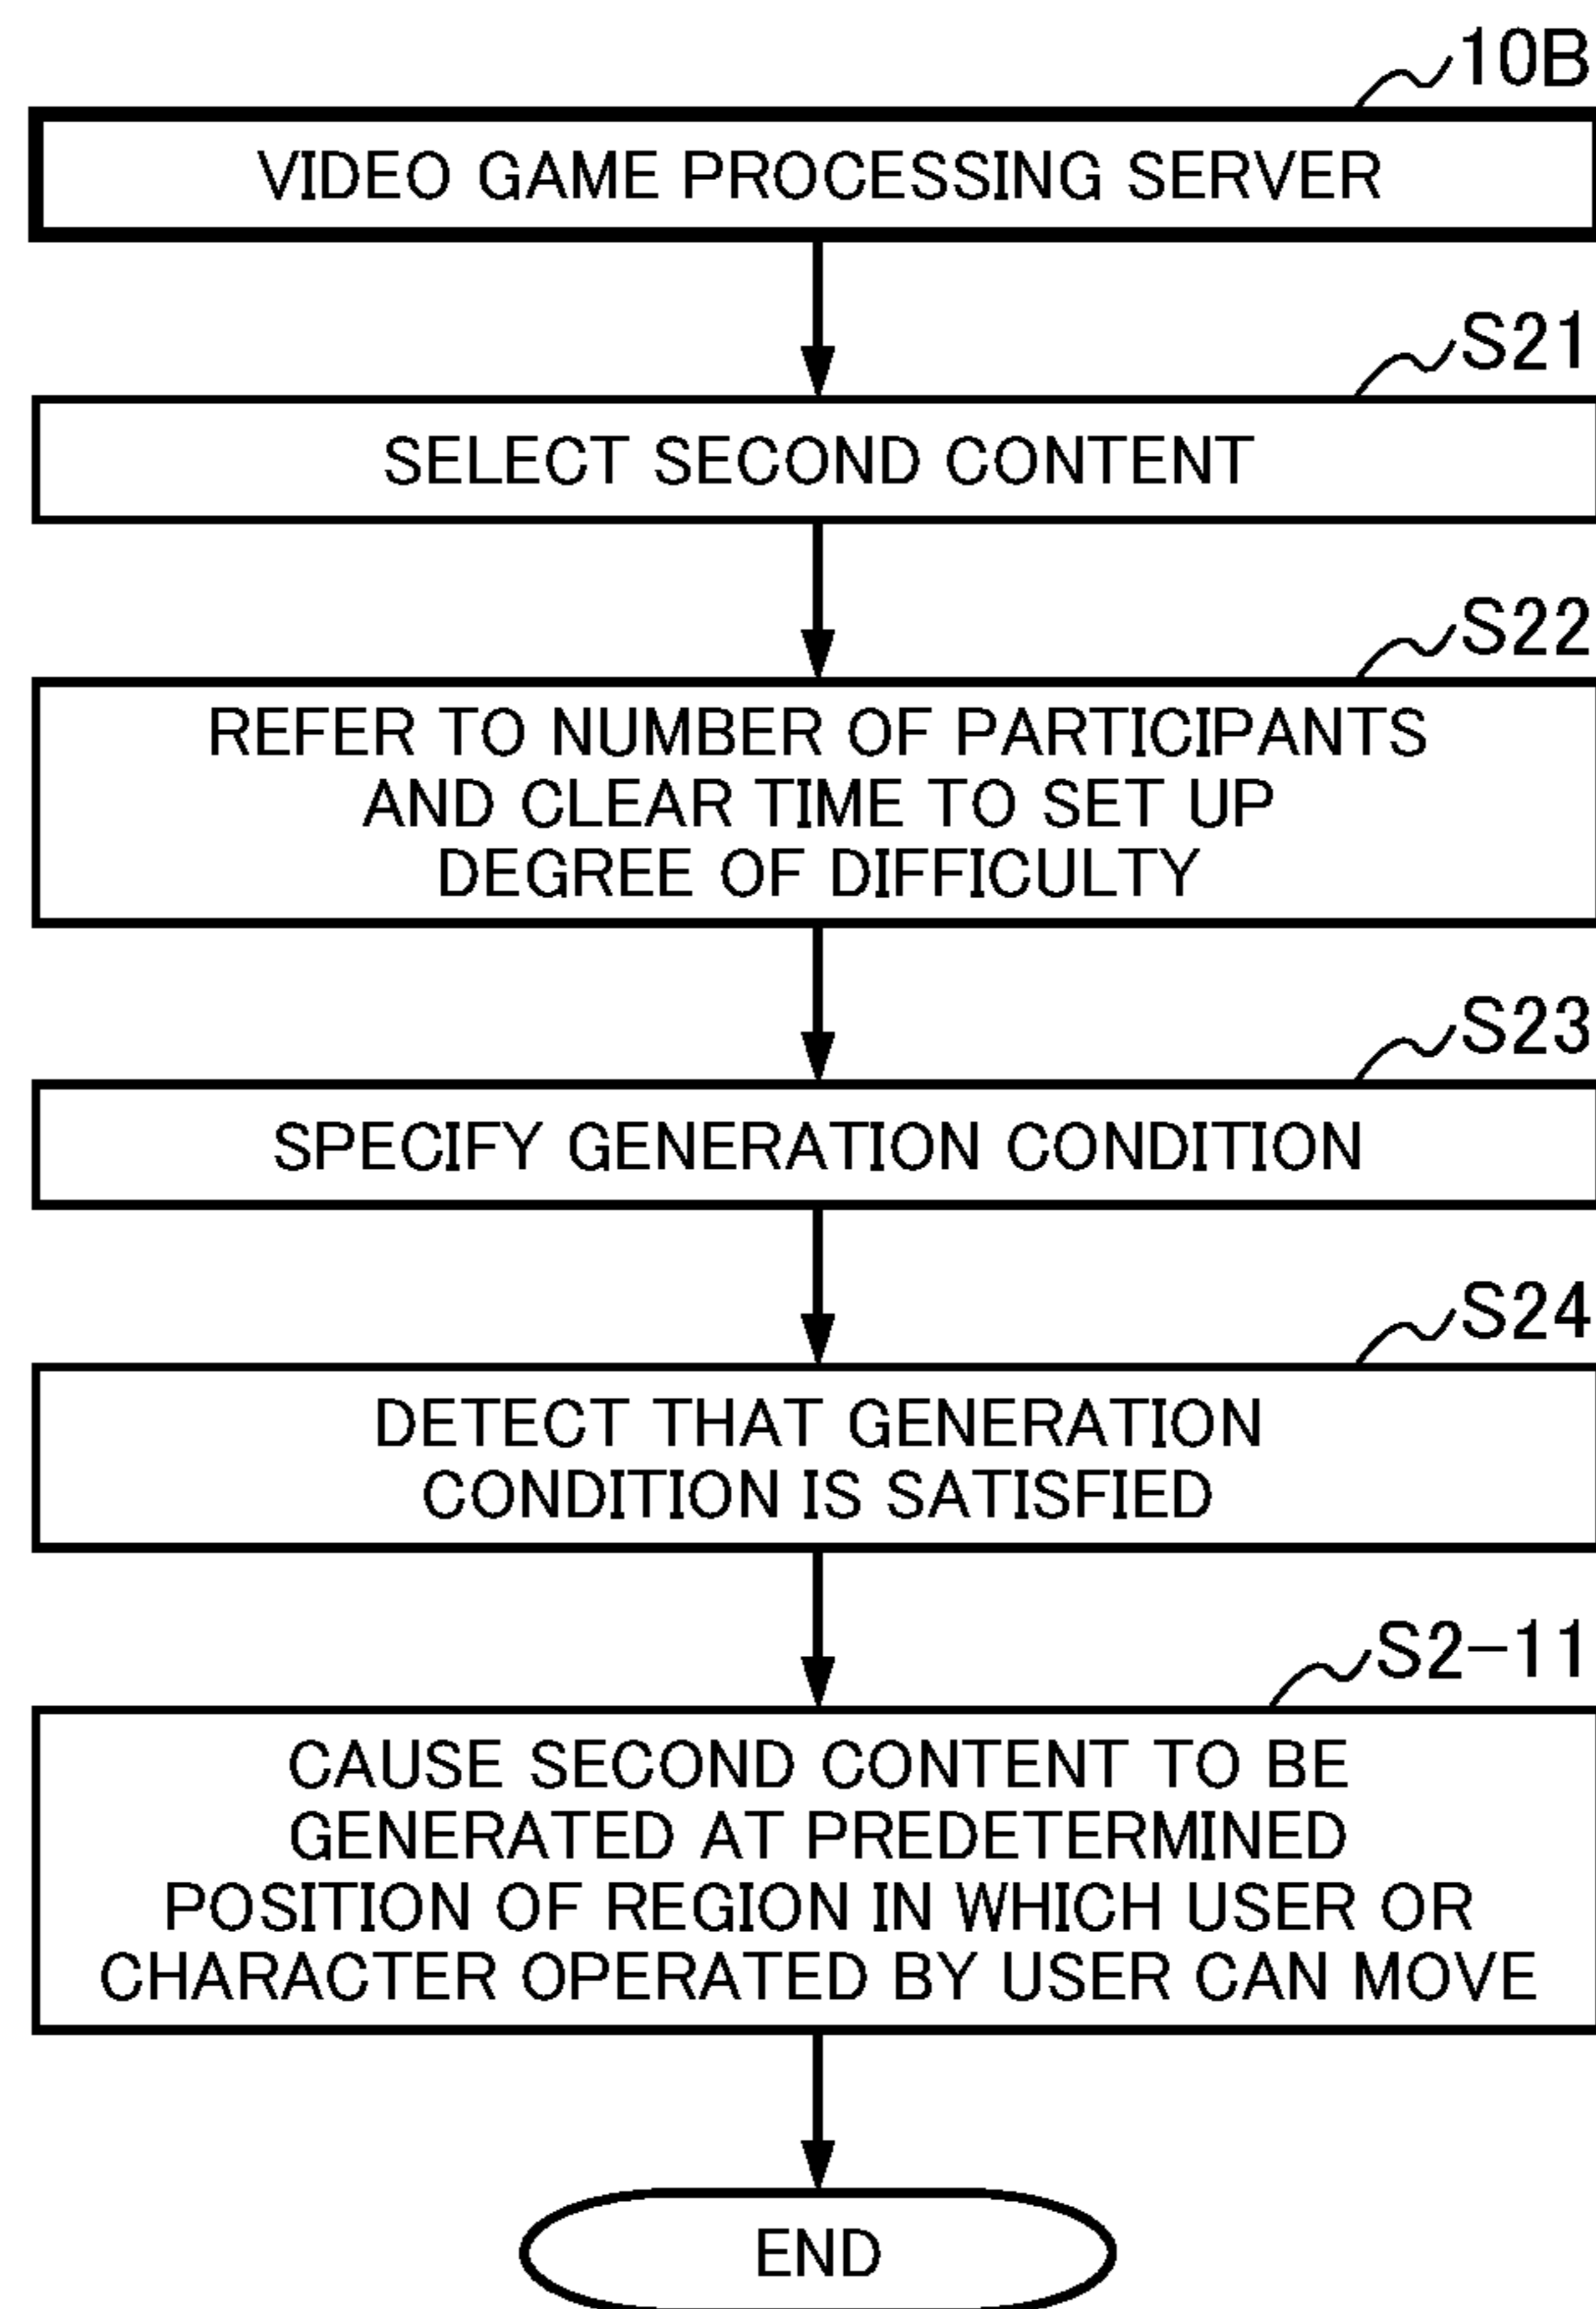 10B
VIDEO GAME PROCESSING SERVER
S21
SELECT SECOND CONTENT
S22
REFER TO NUMBER OF PARTICIPANTS
AND CLEAR TIME TO SET UP
DEGREE OF DIFFICULTY
S23
SPECIFY GENERATION CONDITION
S24
DETECT THAT GENERATION
CONDITION IS SATISFIED
S2-11
CAUSE SECOND CONTENT TO BE
GENERATED AT PREDETERMINED
POSITION OF REGION IN WHICH USER OR
CHARACTER OPERATED BY USER CAN MOVE
END